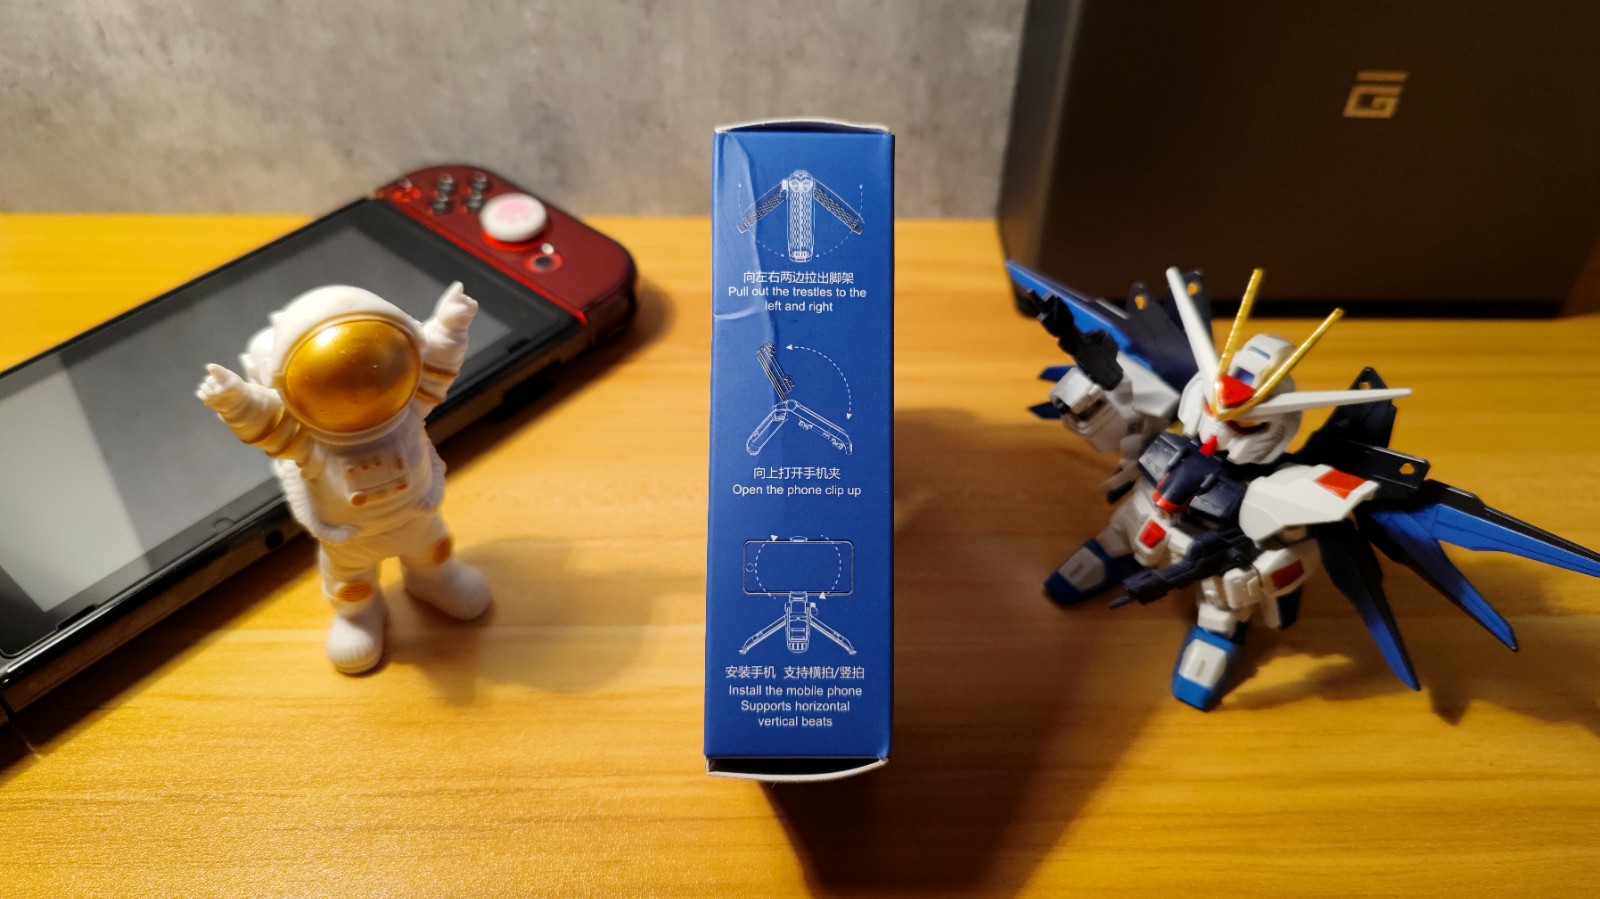 向左右两边拉出脚架
Pull out the trestles to the
left and right
向上打开手机夹
Open the phone clip up
安装手机 支持横拍/竖拍
Install the mobile phone
Supports horizontal
vertical beats